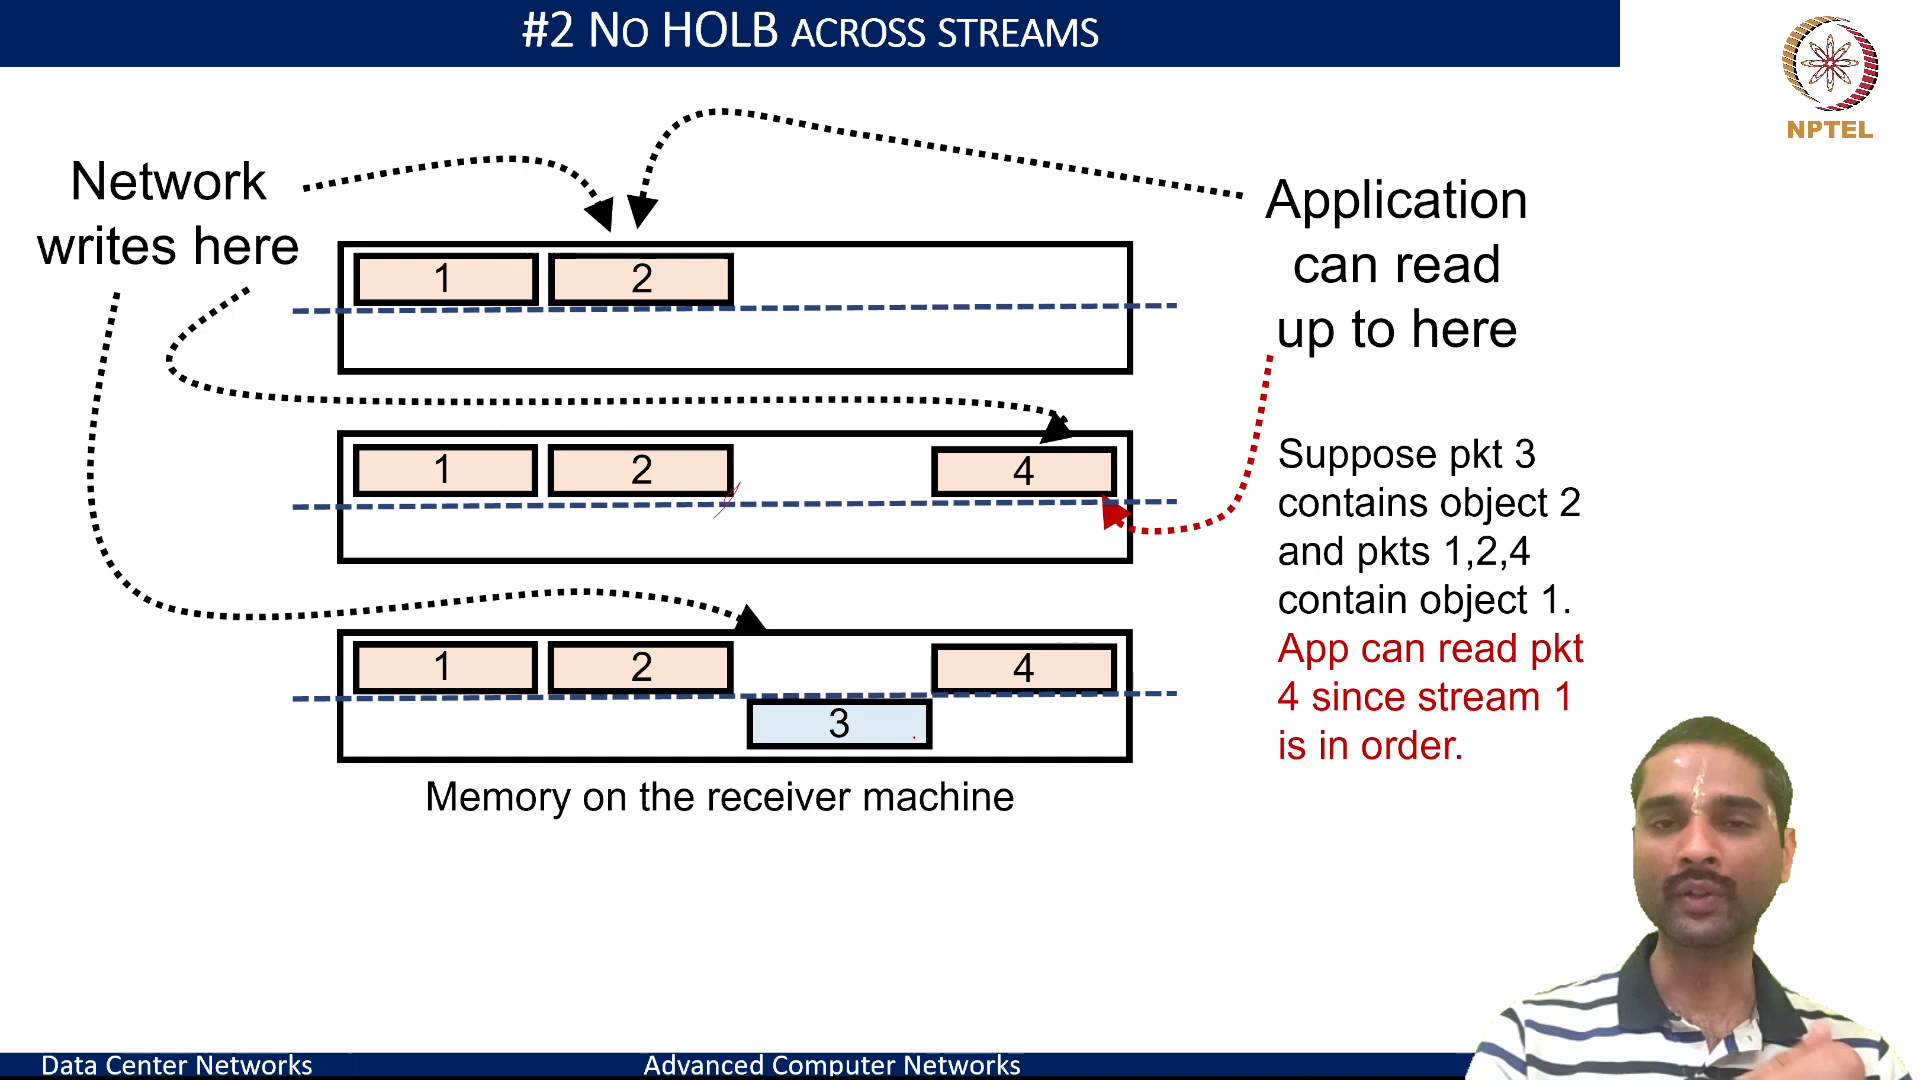 #2 NO HOLB ACROSS STREAMS
NPTEL
Network
writes here
Application
can read
up to here
1 2
1 2 4
1 2 4
3
Suppose pkt 3
contains object 2
and pkts 1,2,4
contain object 1.
App can read pkt
4 since stream 1
is in order.
Memory on the receiver machine
Data Center Networks
Advanced Computer Networks